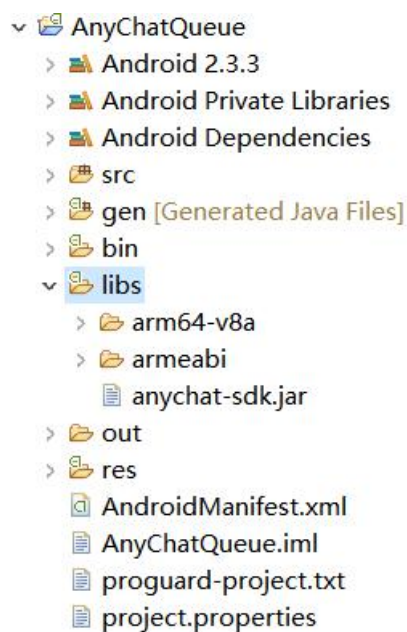 AnyChatQueue
Android 2.3.3
Android Private Libraries
Android Dependencies
src
gen [Generated Java Files]
bin
libs
arm64-v8a
armeabi
anychat-sdk.jar
out
res
AndroidManifest.xml
AnyChatQueue.iml
proguard-project.txt
project.properties